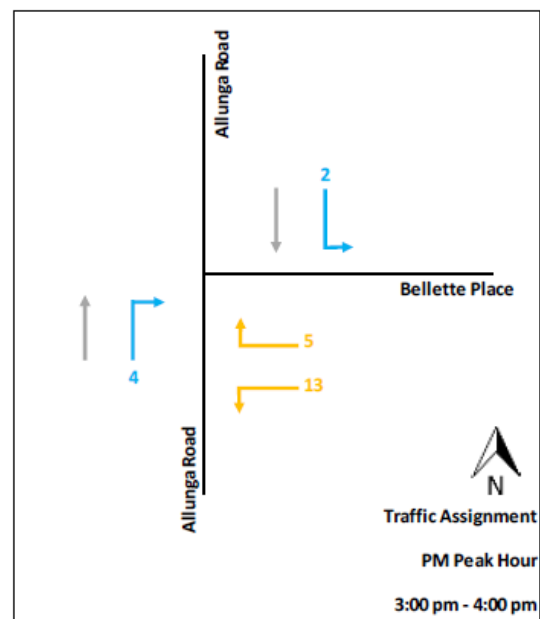 Allunga Road
2
Bellette Place
5
4
13
Allunga Road
N
Traffic Assignment
PM Peak Hour
3:00 pm - 4:00 pm